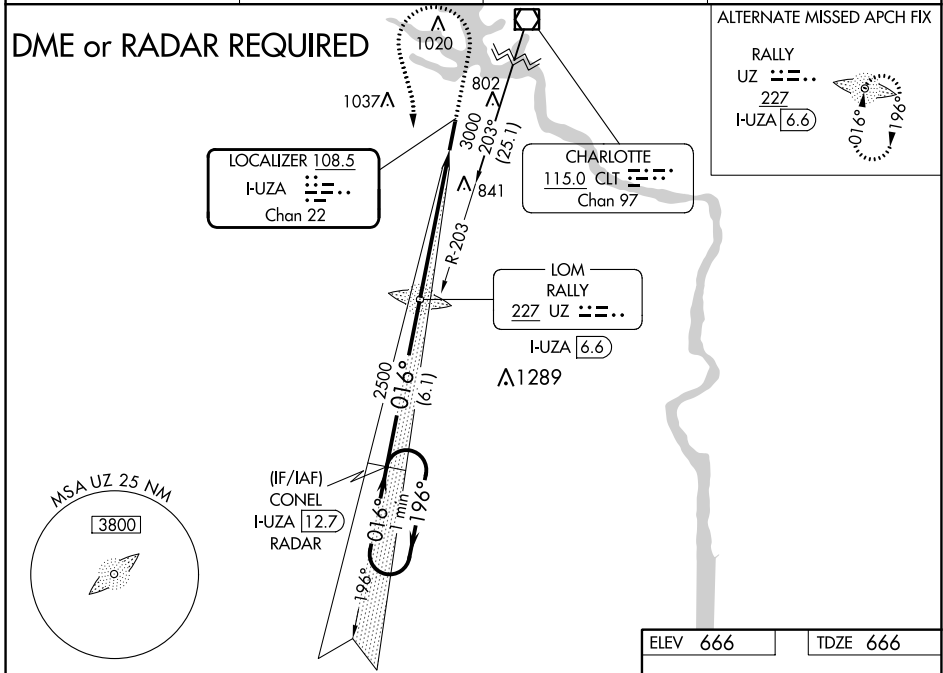 DME or RADAR REQUIRED
1020
802
1037
3000
203°
(25.1)
841
R-203
ALTERNATE MISSED APCH FIX
RALLY
UZ
227
I-UZA 6.6
016°
196°
LOCALIZER 108.5
I-UZA
Chan 22
CHARLOTTE
115.0 CLT
Chan 97
LOM
RALLY
227 UZ
I-UZA 6.6
1289
2500
016°
(6.1)
(IF/IAF)
CONEL
I-UZA 12.7
RADAR
016°
1 min
196°
196°
MSA UZ 25 NM
3800
ELEV 666
TDZE 666